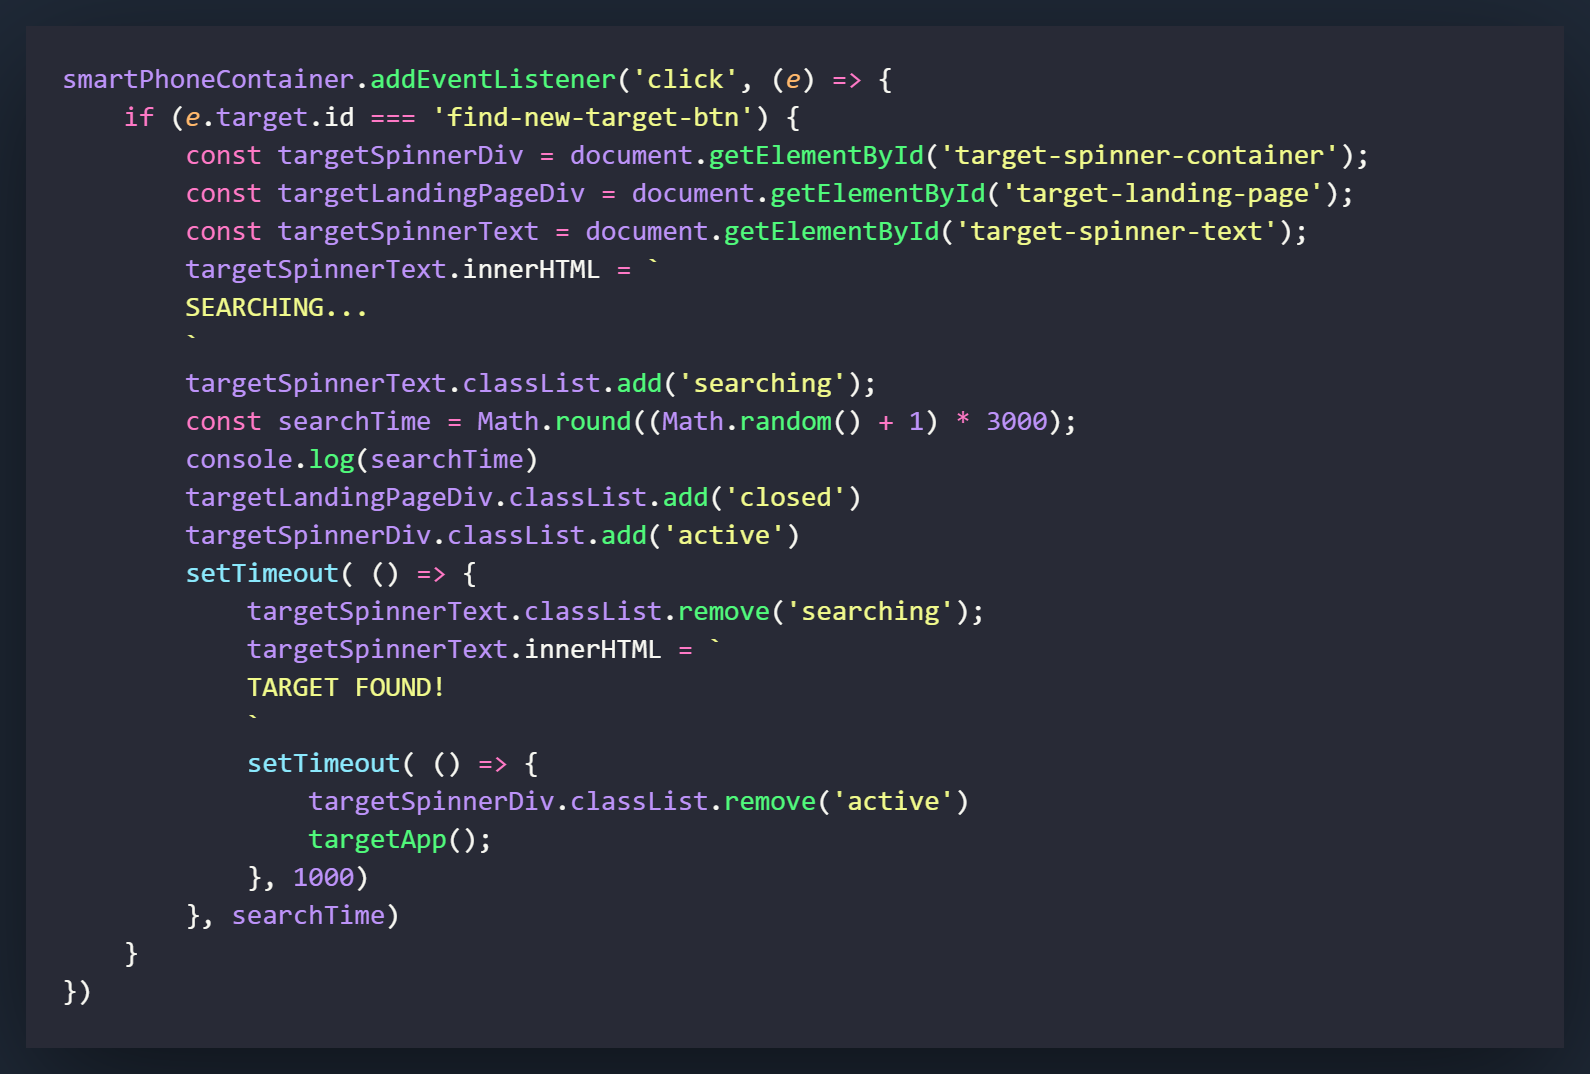 smartPhoneContainer.addEventListener('click', (e) => {
    if (e.target.id === 'find-new-target-btn') {
        const targetSpinnerDiv = document.getElementById('target-spinner-container');
        const targetLandingPageDiv = document.getElementById('target-landing-page');
        const targetSpinnerText = document.getElementById('target-spinner-text');
        targetSpinnerText.innerHTML = `
        SEARCHING...
        `
        targetSpinnerText.classList.add('searching');
        const searchTime = Math.round((Math.random() + 1) * 3000);
        console.log(searchTime)
        targetLandingPageDiv.classList.add('closed')
        targetSpinnerDiv.classList.add('active')
        setTimeout( () => {
            targetSpinnerText.classList.remove('searching');
            targetSpinnerText.innerHTML = `
            TARGET FOUND!
            `
            setTimeout( () => {
                targetSpinnerDiv.classList.remove('active')
                targetApp();
            }, 1000)
        }, searchTime)
    }
})